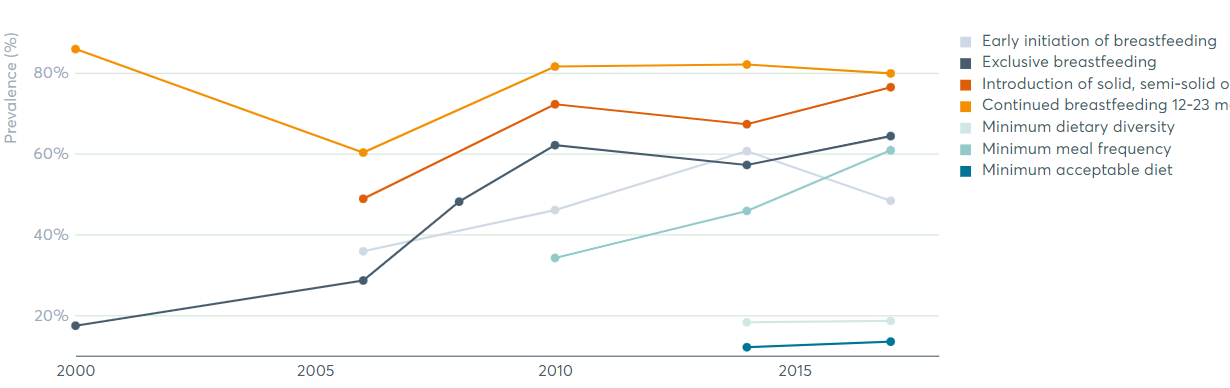 Prevalence (%)
80%
60%
40%
20%
2000 2005 2010 2015
Early initiation of breastfeeding
Exclusive breastfeeding
Introduction of solid, semi-solid o
Continued breastfeeding 12-23 m
Minimum dietary diversity
Minimum meal frequency
Minimum acceptable diet